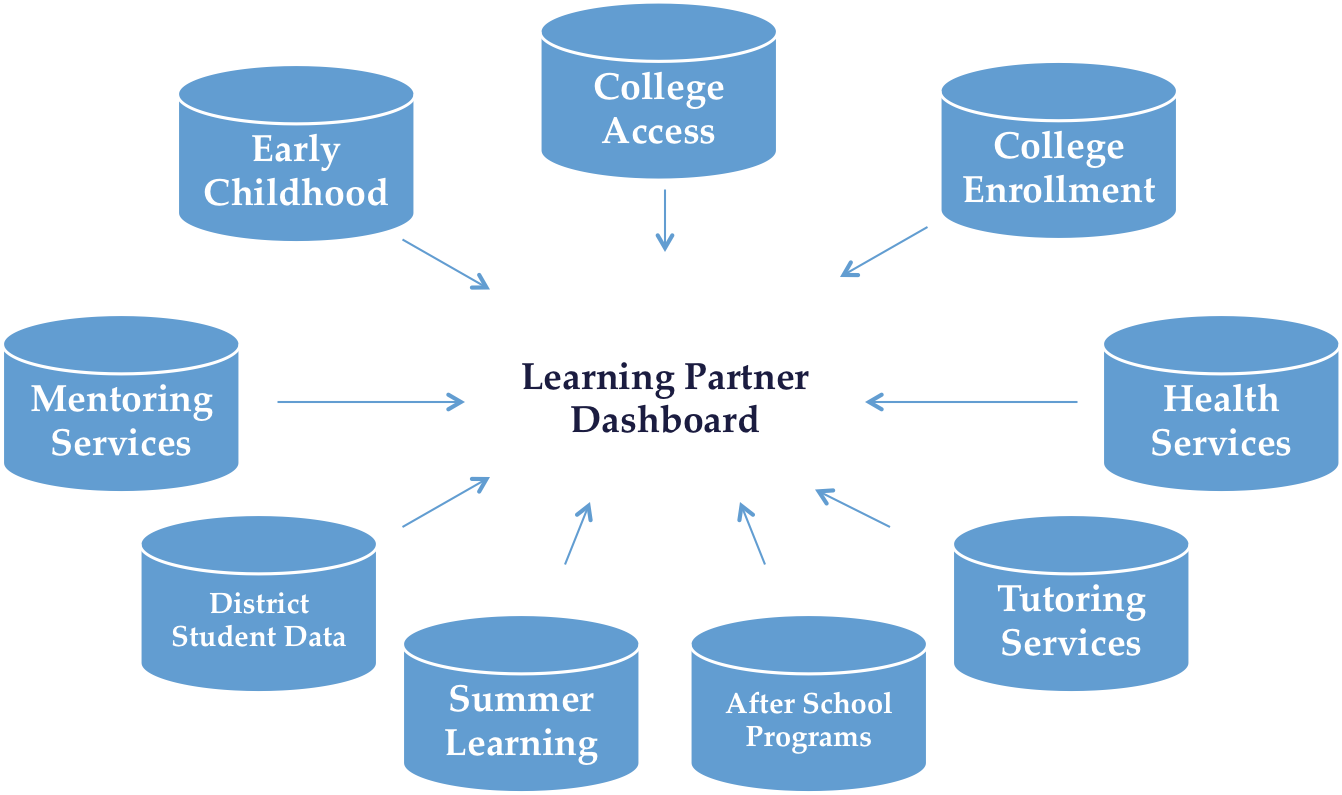 College
Access
Early
Childhood
College
Enrollment
Learning Partner
Dashboard
Mentoring
Services
Health
Services
District
Student Data
Tutoring
Services
Summer
Learning
After School
Programs